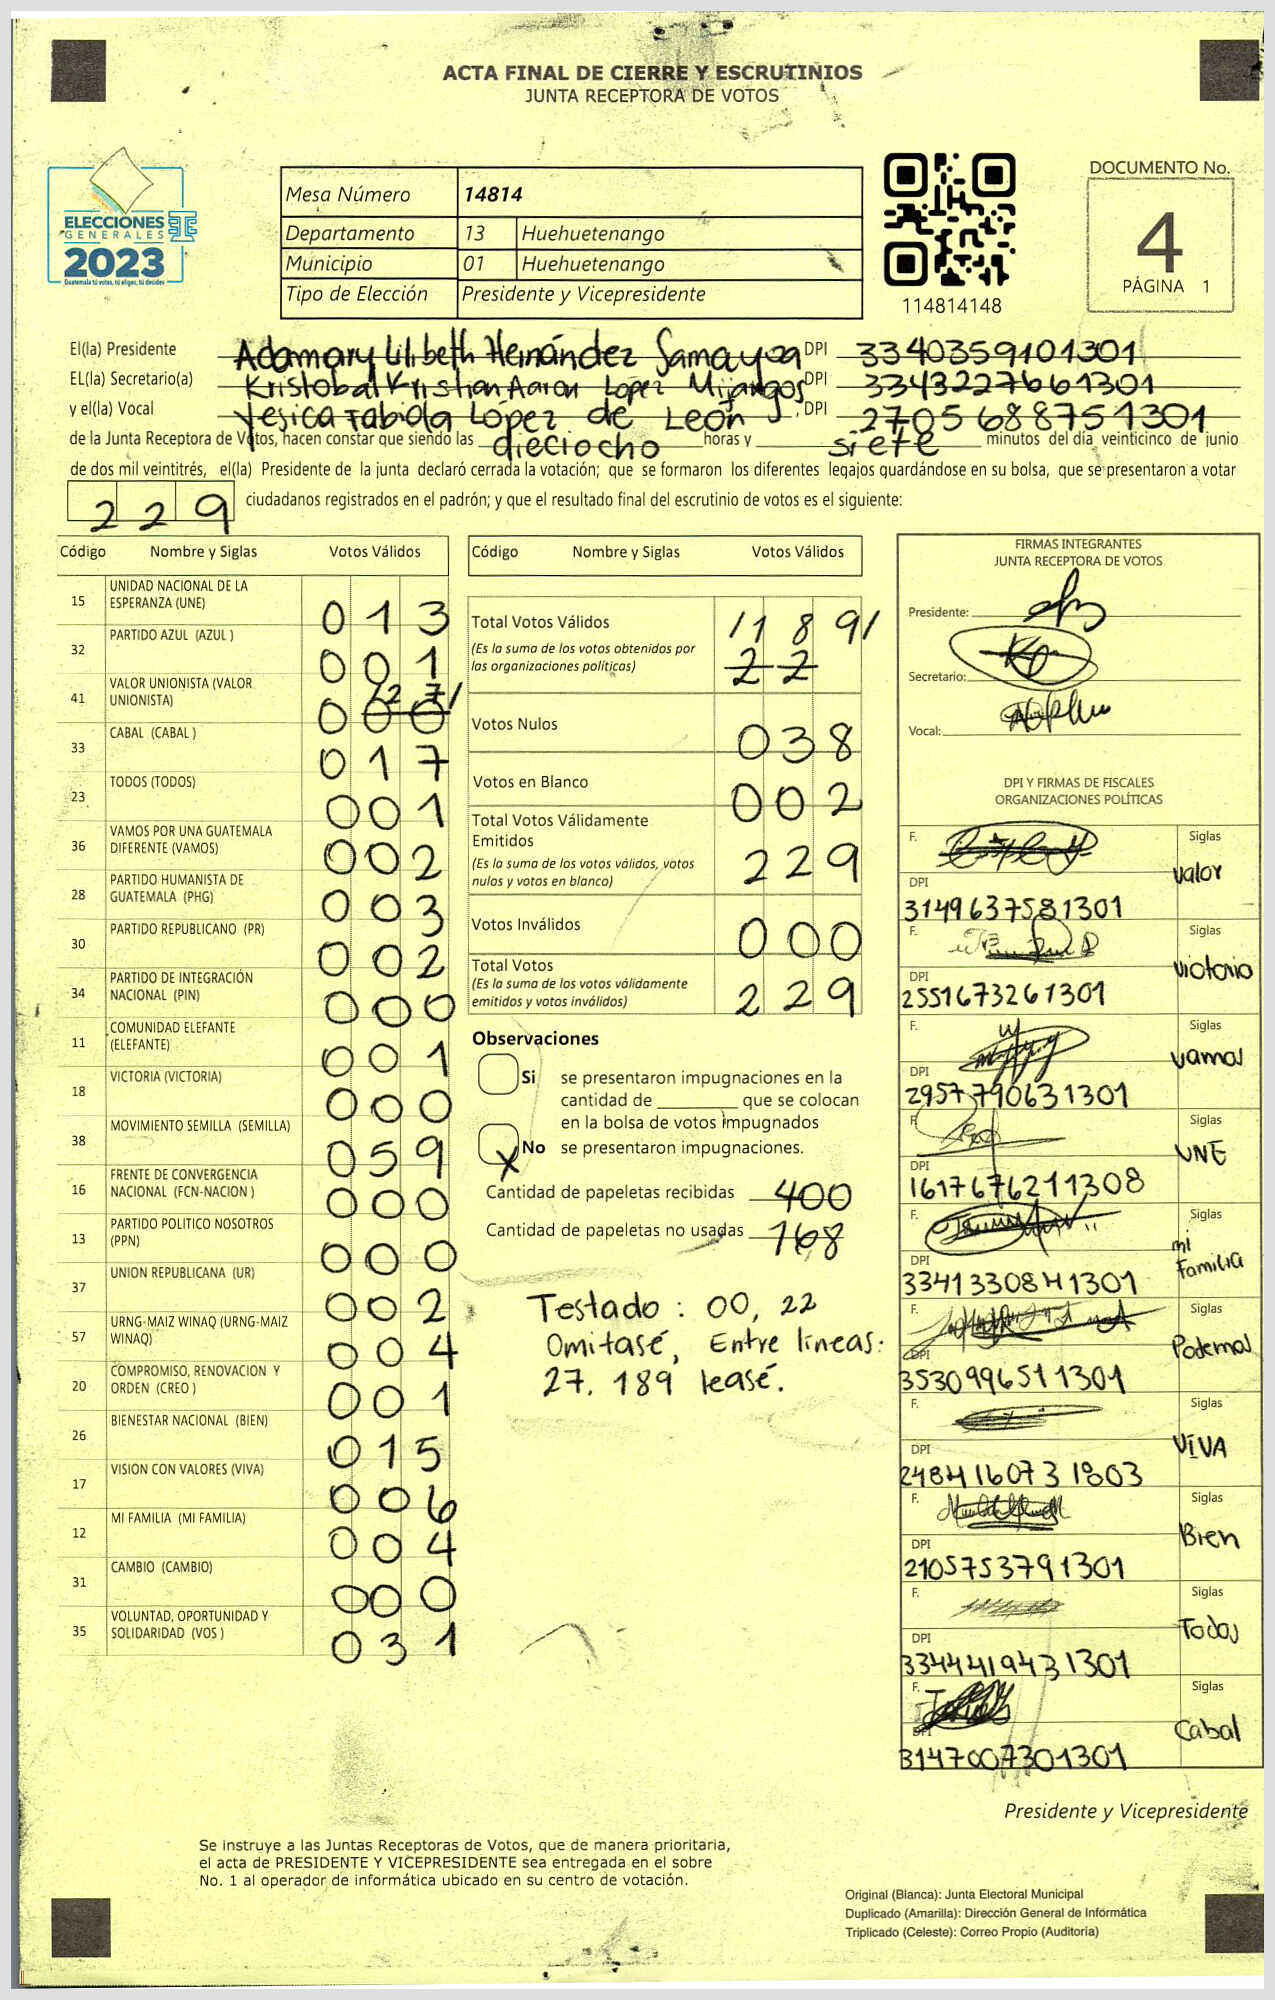 ACTA FINAL DE CIERRE Y ESCRUTINIOS
JUNTA RECEPTORA DE VOTOS
ELECCIONES
GENERALES
2023
Guatemala tú votas, tú eliges, tú decides
Mesa Número 14814
Departamento 13 Huehuetenango
Municipio 01 Huehuetenango
Tipo de Elección Presidente y Vicepresidente
114814148
DOCUMENTO No.
4
PÁGINA 1
El(la) Presidente Adamary Lilibeth Hernández Samayoa DPI 3340359101301
EL(la) Secretario(a) Kristobal Kristian Aaron López Mijangos DPI 3343227661301
y el(la) Vocal Yesica Fabiola López de León, DPI 2705688751301
de la Junta Receptora de Votos, hacen constar que siendo las dieciocho horas y siete minutos del día veinticinco de junio
de dos mil veintitrés, el(la) Presidente de la junta declaró cerrada la votación; que se formaron los diferentes legajos guardándose en su bolsa, que se presentaron a votar
229 ciudadanos registrados en el padrón; y que el resultado final del escrutinio de votos es el siguiente:
Código Nombre y Siglas Votos Válidos
15 UNIDAD NACIONAL DE LA ESPERANZA (UNE) 013
32 PARTIDO AZUL (AZUL ) 001
41 VALOR UNIONISTA (VALOR UNIONISTA) 000 27/
33 CABAL (CABAL ) 017
23 TODOS (TODOS) 001
36 VAMOS POR UNA GUATEMALA DIFERENTE (VAMOS) 002
28 PARTIDO HUMANISTA DE GUATEMALA (PHG) 003
30 PARTIDO REPUBLICANO (PR) 002
34 PARTIDO DE INTEGRACIÓN NACIONAL (PIN) 000
11 COMUNIDAD ELEFANTE (ELEFANTE) 001
18 VICTORIA (VICTORIA) 000
38 MOVIMIENTO SEMILLA (SEMILLA) 059
16 FRENTE DE CONVERGENCIA NACIONAL (FCN-NACION ) 000
13 PARTIDO POLITICO NOSOTROS (PPN) 000
37 UNION REPUBLICANA (UR) 002
57 URNG-MAIZ WINAQ (URNG-MAIZ WINAQ) 004
20 COMPROMISO, RENOVACION Y ORDEN (CREO ) 001
26 BIENESTAR NACIONAL (BIEN) 015
17 VISION CON VALORES (VIVA) 006
12 MI FAMILIA (MI FAMILIA) 004
31 CAMBIO (CAMBIO) 000
35 VOLUNTAD, OPORTUNIDAD Y SOLIDARIDAD (VOS ) 031
Código Nombre y Siglas Votos Válidos
Total Votos Válidos /189/
(Es la suma de los votos obtenidos por
las organizaciones políticas) 22
Votos Nulos 038
Votos en Blanco 002
Total Votos Válidamente
Emitidos
(Es la suma de los votos válidos, votos
nulos y votos en blanco) 229
Votos Inválidos 000
Total Votos
(Es la suma de los votos válidamente
emitidos y votos inválidos) 229
Observaciones
Si se presentaron impugnaciones en la
cantidad de ________ que se colocan
en la bolsa de votos impugnados
X No se presentaron impugnaciones.
Cantidad de papeletas recibidas 400
Cantidad de papeletas no usadas 168
Testado : 00, 22
Omitasé, Entre lineas:
27. 189 leasé.
FIRMAS INTEGRANTES
JUNTA RECEPTORA DE VOTOS
Presidente:
Secretario:
Vocal:
DPI Y FIRMAS DE FISCALES
ORGANIZACIONES POLÍTICAS
F. Siglas
Valor
DPI
3149637581301
F. Siglas
Victoria
DPI
2551673261301
F. Siglas
Vamos
DPI
2957790631301
F. Siglas
UNE
DPI
1617676211308
F. Siglas
mi
Familia
DPI
3341330841301
F. Siglas
Podemos
DPI
3530996511301
F. Siglas
VIVA
DPI
2484160731803
F. Siglas
Bien
DPI
2105753791301
F. Siglas
Todos
DPI
3344419431301
F. Siglas
Cabal
DPI
3147007301301
Presidente y Vicepresidente
Se instruye a las Juntas Receptoras de Votos, que de manera prioritaria,
el acta de PRESIDENTE Y VICEPRESIDENTE sea entregada en el sobre
No. 1 al operador de informática ubicado en su centro de votación.
Original (Blanca): Junta Electoral Municipal
Duplicado (Amarilla): Dirección General de Informática
Triplicado (Celeste): Correo Propio (Auditoría)